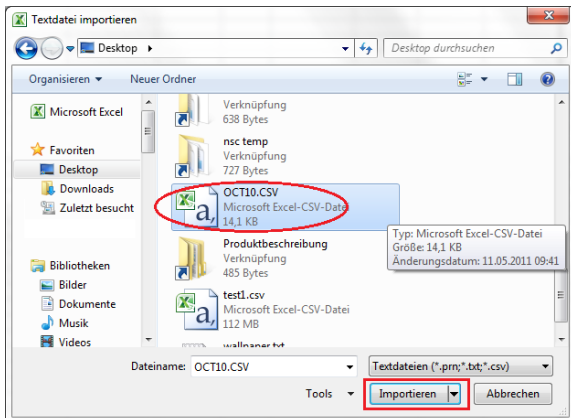 Textdatei importieren
Desktop
Desktop durchsuchen
Organisieren
Neuer Ordner
Microsoft Excel
Favoriten
Desktop
Downloads
Zuletzt besucht
Bibliotheken
Bilder
Dokumente
Musik
Videos
Verknüpfung
638 Bytes
nsc temp
Verknüpfung
727 Bytes
OCT10.CSV
Microsoft Excel-CSV-Datei
14,1 KB
Produktbeschreibung
Verknüpfung
485 Bytes
test1.csv
Microsoft Excel-CSV-Datei
112 MB
wallpaper.txt
Typ: Microsoft Excel-CSV-Datei
Größe: 14,1 KB
Änderungsdatum: 11.05.2011 09:41
Dateiname: OCT10.CSV
Textdateien (*.prn;*.txt;*.csv)
Tools
Importieren
Abbrechen